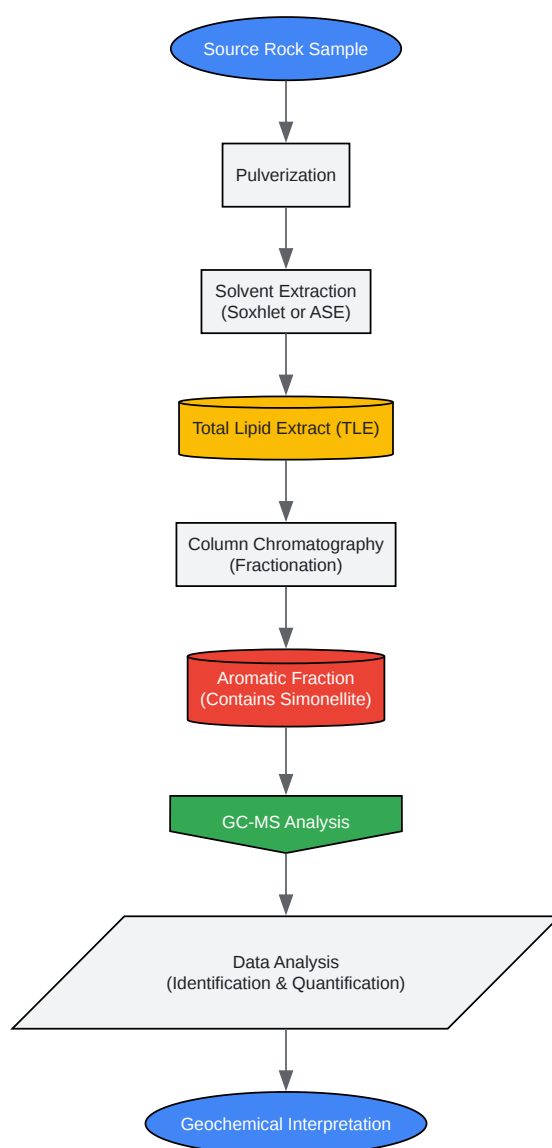 Source Rock Sample
Pulverization
Solvent Extraction
(Soxhlet or ASE)
Total Lipid Extract (TLE)
Column Chromatography
(Fractionation)
Aromatic Fraction
(Contains Simonellite)
GC-MS Analysis
Data Analysis
(Identification & Quantification)
Geochemical Interpretation